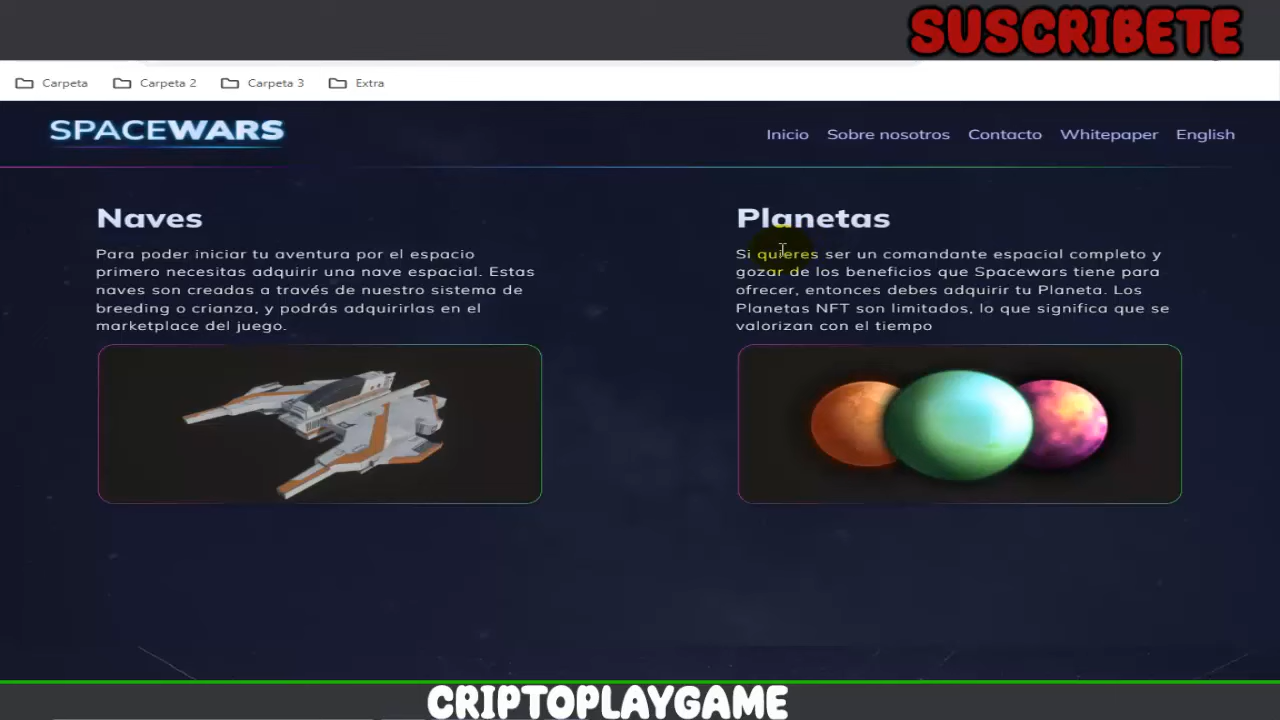 SUSCRIBETE
Carpeta
Carpeta 2
Carpeta 3
Extra
SPACEWARS
Inicio
Sobre nosotros
Contacto
Whitepaper
English
Naves
Para poder iniciar tu aventura por el espacio
primero necesitas adquirir una nave espacial. Estas
naves son creadas a través de nuestro sistema de
breeding o crianza, y podrás adquirirlas en el
marketplace del juego.
Planetas
Si quieres ser un comandante espacial completo y
gozar de los beneficios que Spacewars tiene para
ofrecer, entonces debes adquirir tu Planeta. Los
Planetas NFT son limitados, lo que significa que se
valorizan con el tiempo
CRIPTOPLAYGAME